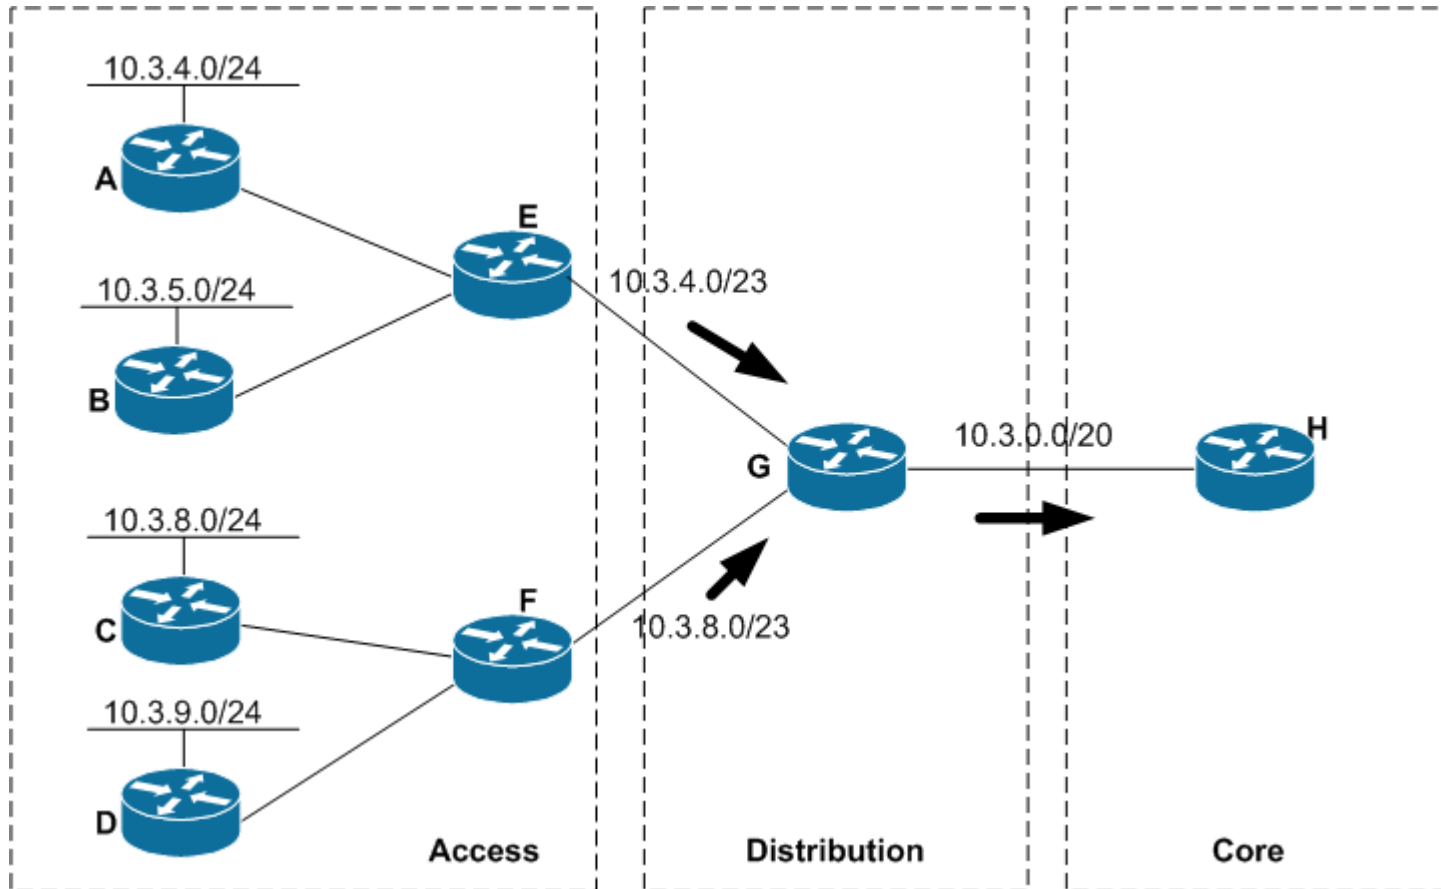 10.3.4.0/24
A
E
10.3.5.0/24
10.3.4.0/23
B
10.3.0.0/20
H
G
10.3.8.0/24
F
C
10.3.8.0/23
10.3.9.0/24
D
Access
Distribution
Core